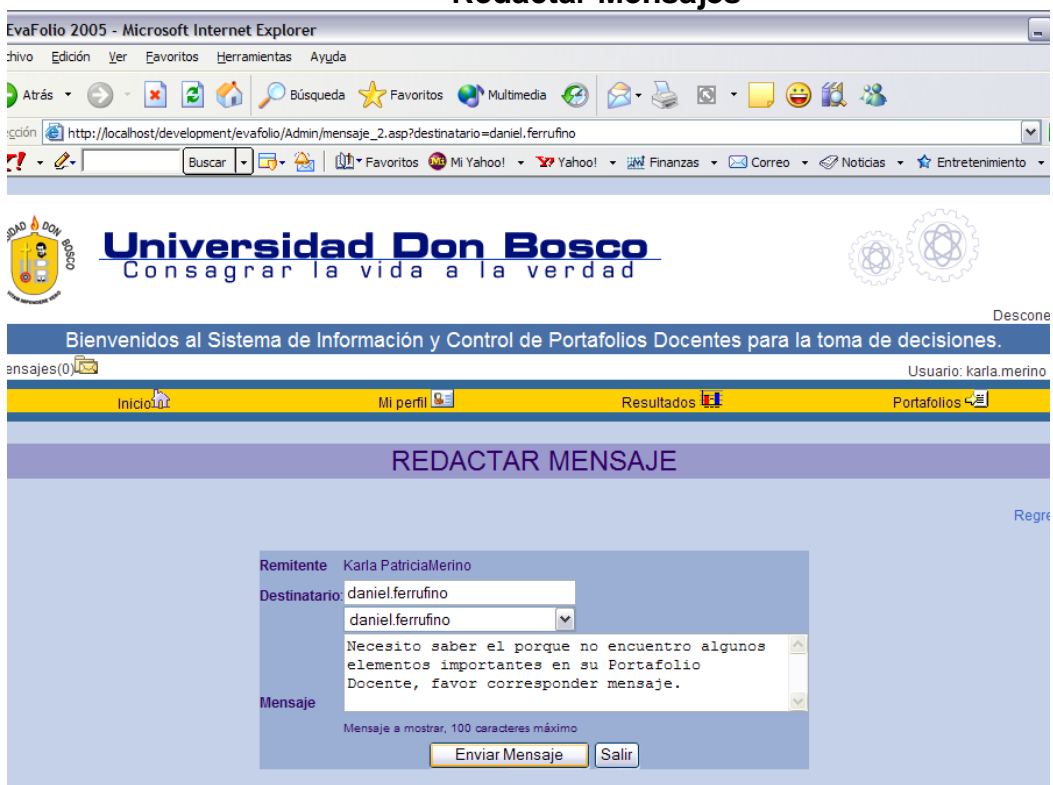 Redactar Mensajes
EvaFolio 2005 - Microsoft Internet Explorer
chivo Edición Ver Favoritos Herramientas Ayuda
Atrás Búsqueda Favoritos Multimedia
ección http://localhost/development/evafolio/Admin/mensaje_2.asp?destinatario=daniel.ferrufino
Y! Buscar Favoritos Mi Yahoo! Y? Yahoo! Finanzas Correo Noticias Entretenimiento
SIDAD DON BOSCO
Universidad Don Bosco
Consagrar la vida a la verdad
Descone
Bienvenidos al Sistema de Información y Control de Portafolios Docentes para la toma de decisiones.
ensajes(0) Usuario: karla.merino
Inicio Mi perfil Resultados Portafolios
REDACTAR MENSAJE
Regre
Remitente Karla PatriciaMerino
Destinatario: daniel.ferrufino
daniel.ferrufino
Necesito saber el porque no encuentro algunos
elementos importantes en su Portafolio
Docente, favor corresponder mensaje.
Mensaje
Mensaje a mostrar, 100 caracteres máximo
Enviar Mensaje Salir